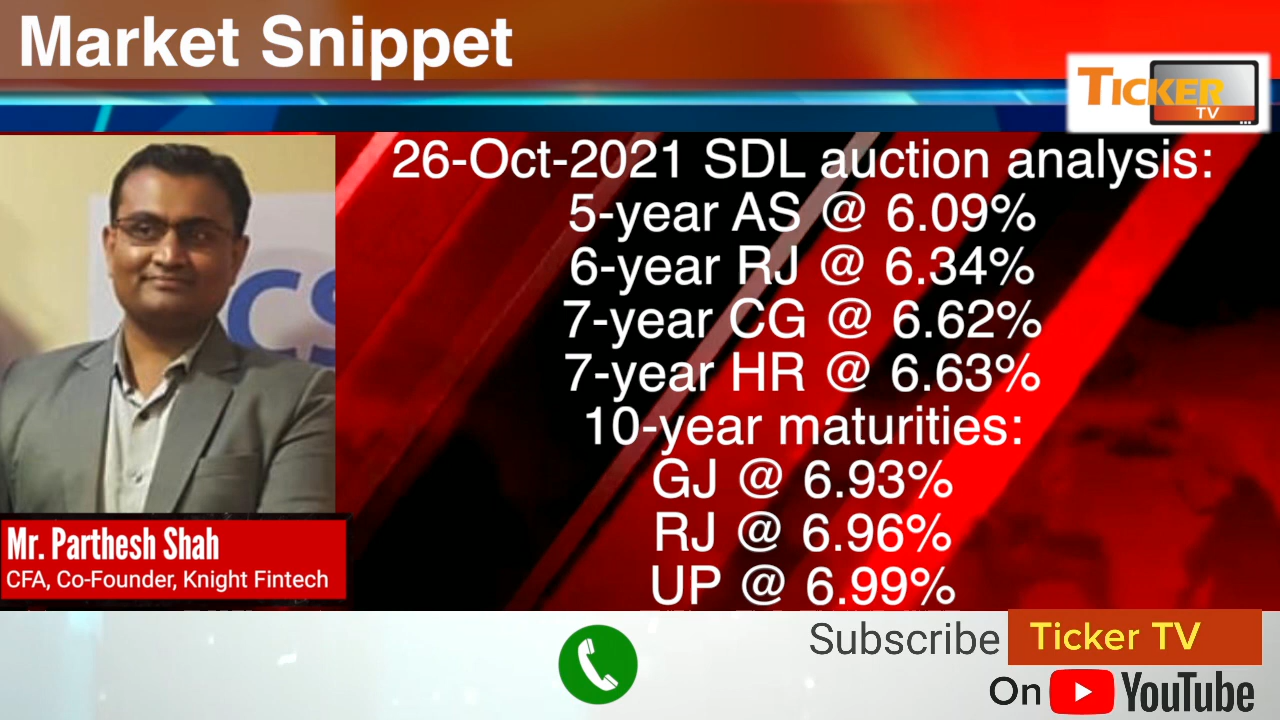 Market Snippet
TICKER
TV
26-Oct-2021 SDL auction analysis:
5-year AS @ 6.09%
6-year RJ @ 6.34%
7-year CG @ 6.62%
7-year HR @ 6.63%
10-year maturities:
GJ @ 6.93%
RJ @ 6.96%
UP @ 6.99%
CS
Mr. Parthesh Shah
CFA, Co-Founder, Knight Fintech
Subscribe Ticker TV
On YouTube